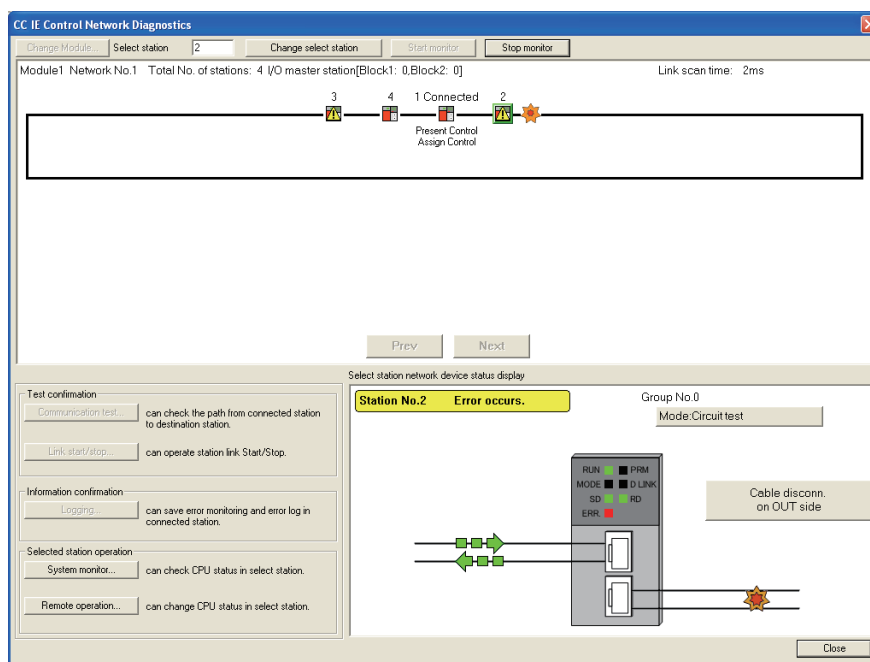 CC IE Control Network Diagnostics
Change Module... Select station 2 Change select station Start monitor Stop monitor
Module1 Network No.1 Total No. of stations: 4 I/O master station[Block1: 0,Block2: 0] Link scan time: 2ms
3 4 1 Connected 2
Present Control
Assign Control
Prev Next
Select station network device status display
Test confirmation
Communication test... can check the path from connected station
to destination station.
Link start/stop... can operate station link Start/Stop.
Information confirmation
Logging... can save error monitoring and error log in
connected station.
Selected station operation
System monitor... can check CPU status in select station.
Remote operation... can change CPU status in select station.
Station No.2 Error occurs.
Group No.0
Mode:Circuit test
RUN PRM
MODE D LINK
SD RD
ERR.
Cable disconn.
on OUT side
Close